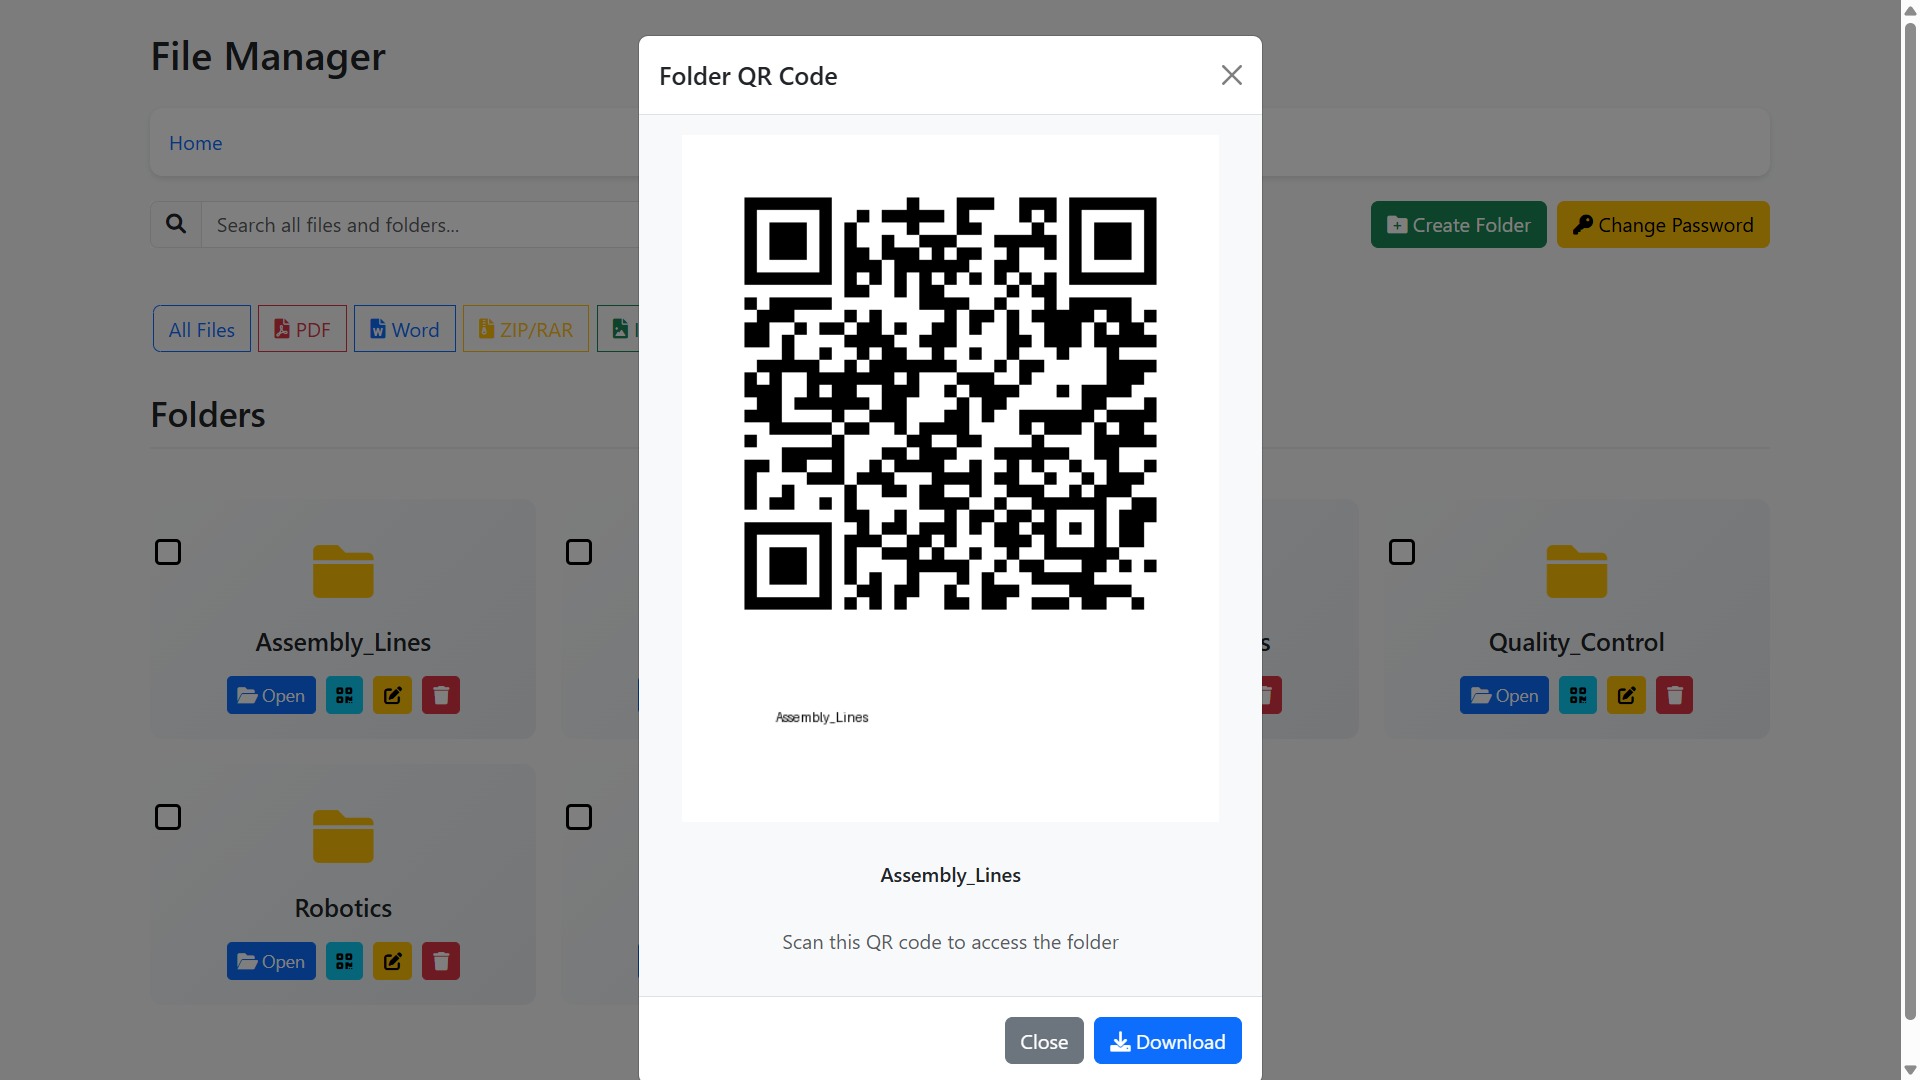 File Manager
Home
Search all files and folders...
Create Folder
Change Password
All Files
PDF
Word
ZIP/RAR
Folders
Assembly_Lines
Open
Quality_Control
Open
Robotics
Open
Folder QR Code
Assembly_Lines
Assembly_Lines
Scan this QR code to access the folder
Close
Download